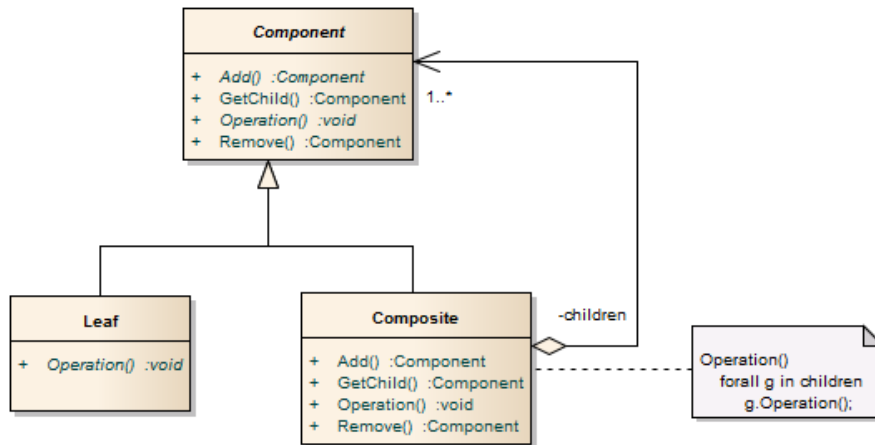 Component
+ Add() :Component
+ GetChild() :Component
+ Operation() :void
+ Remove() :Component
1..*
Leaf
+ Operation() :void
Composite
+ Add() :Component
+ GetChild() :Component
+ Operation() :void
+ Remove() :Component
-children
Operation()
forall g in children
g.Operation();